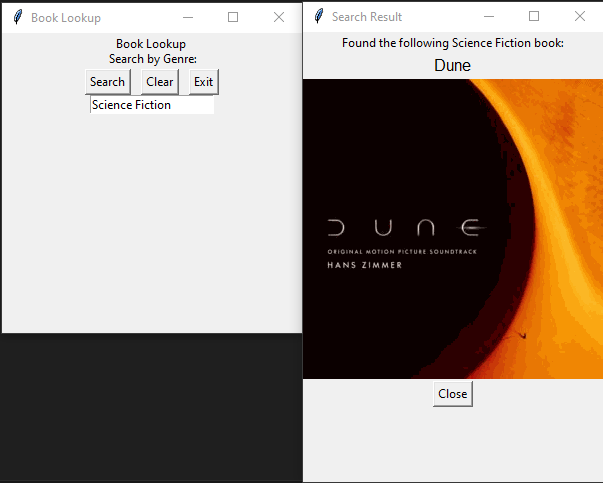 Book Lookup
Book Lookup
Search by Genre:
Search Clear Exit
Science Fiction
Search Result
Found the following Science Fiction book:
Dune
DUNE
ORIGINAL MOTION PICTURE SOUNDTRACK
HANS ZIMMER
Close